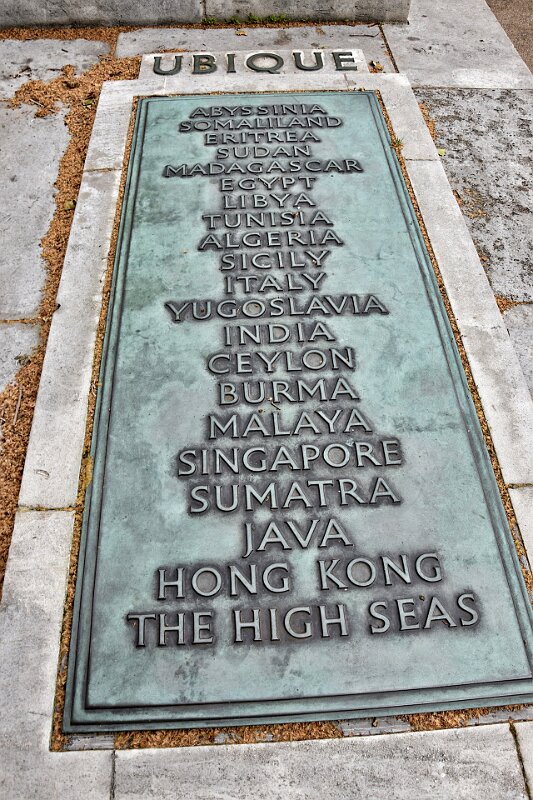 UBIQUE
ABYSSINIA
SOMALILAND
ERITREA
SUDAN
MADAGASCAR
EGYPT
LIBYA
TUNISIA
ALGERIA
SICILY
ITALY
YUGOSLAVIA
INDIA
CEYLON
BURMA
MALAYA
SINGAPORE
SUMATRA
JAVA
HONG KONG
THE HIGH SEAS